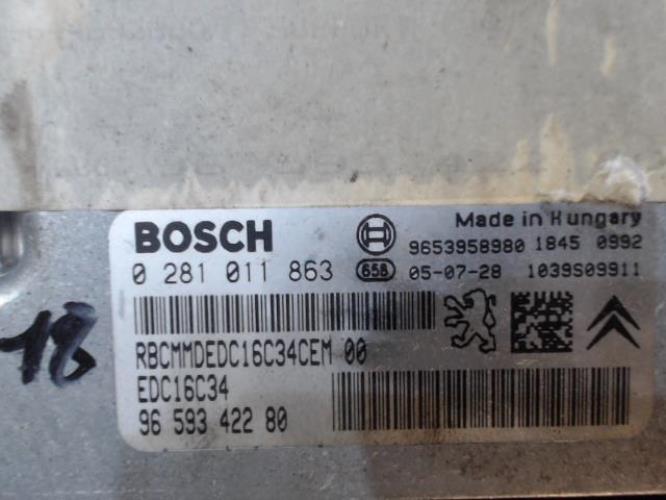 BOSCH
Made in Hungary
9653958980 1845 0992
0 281 011 863
658 05-07-28 1039S09911
RBCMMDEDC16C34CEM 00
EDC16C34
96 593 422 80
18